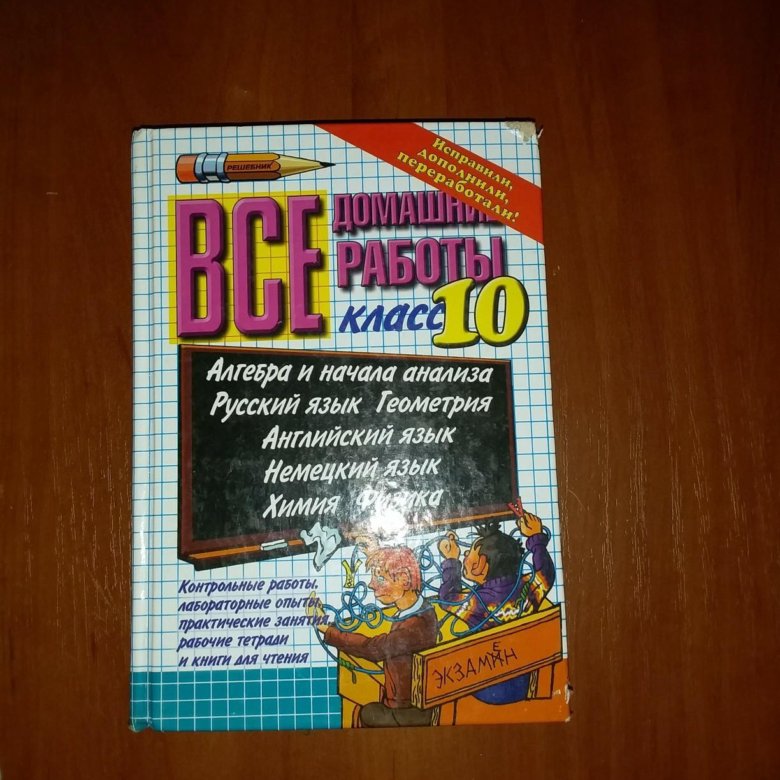 РЕШЕБНИК
Исправили,
дополнили,
переработали!
ВСЕ
ДОМАШНИЕ
РАБОТЫ
класс 10
Алгебра и начала анализа
Русский язык Геометрия
Английский язык
Немецкий язык
Химия Физика
Контрольные работы,
лабораторные опыты,
практические занятия,
рабочие тетради
и книги для чтения
ЭКЗАМЕН